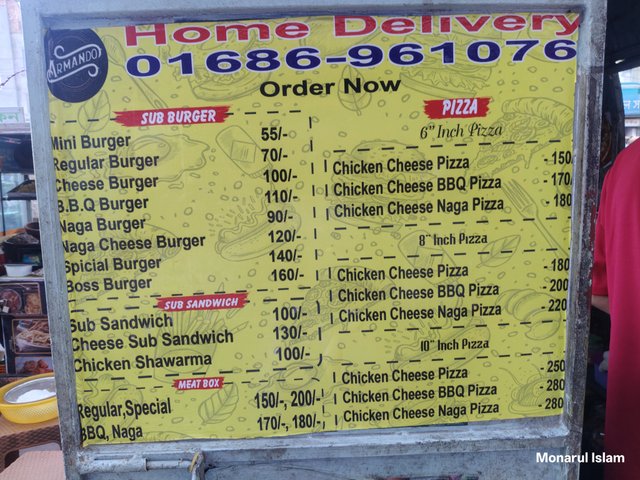 ARMANDO
Home Delivery
01686-961076
Order Now
SUB BURGER
Mini Burger 55/-
Regular Burger 70/-
Cheese Burger 100/-
B.B.Q Burger 110/-
Naga Burger 90/-
Naga Cheese Burger 120/-
Spicial Burger 140/-
Boss Burger 160/-
SUB SANDWICH
Sub Sandwich 100/-
Cheese Sub Sandwich 130/-
Chicken Shawarma 100/-
MEAT BOX
Regular,Special 150/-, 200/-
BBQ, Naga 170/-, 180/-
PIZZA
6" Inch Pizza
Chicken Cheese Pizza - 150/
Chicken Cheese BBQ Pizza - 170/
Chicken Cheese Naga Pizza - 180
8" Inch Pizza
Chicken Cheese Pizza - 180
Chicken Cheese BBQ Pizza - 200
Chicken Cheese Naga Pizza - 220
10" Inch Pizza
Chicken Cheese Pizza - 250
Chicken Cheese BBQ Pizza - 280
Chicken Cheese Naga Pizza - 280
Monarul Islam